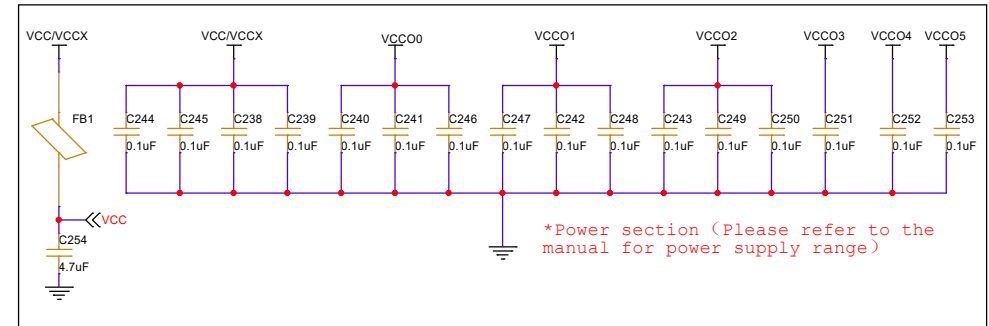 VCC/VCCX VCC/VCCX VCCO0 VCCO1 VCCO2 VCCO3 VCCO4 VCCO5
FB1 C244 C245 C238 C239 C240 C241 C246 C247 C242 C248 C243 C249 C250 C251 C252 C253
0.1uF 0.1uF 0.1uF 0.1uF 0.1uF 0.1uF 0.1uF 0.1uF 0.1uF 0.1uF 0.1uF 0.1uF 0.1uF 0.1uF 0.1uF 0.1uF
VCC
C254
4.7uF
*Power section（Please refer to the
manual for power supply range）